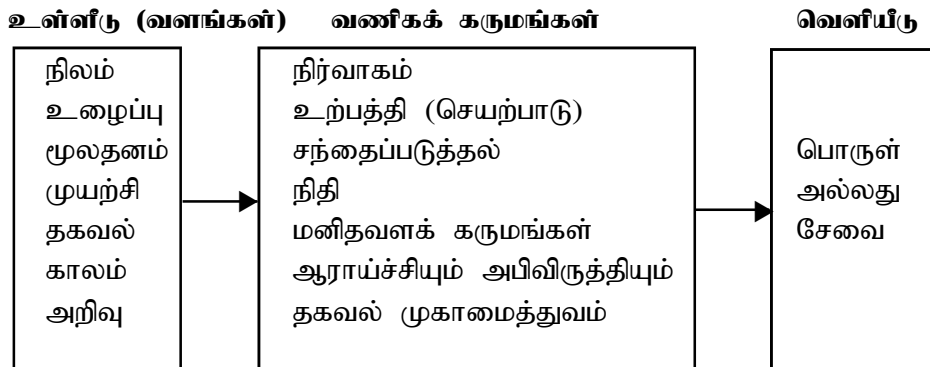 உள்ளீடு (வளங்கள்) வணிகக் கருமங்கள் வெளியீடு
நிலம்
உழைப்பு
மூலதனம்
முயற்சி
தகவல்
காலம்
அறிவு
நிர்வாகம்
உற்பத்தி (செயற்பாடு)
சந்தைப்படுத்தல்
நிதி
மனிதவளக் கருமங்கள்
ஆராய்ச்சியும் அபிவிருத்தியும்
தகவல் முகாமைத்துவம்
பொருள்
அல்லது
சேவை